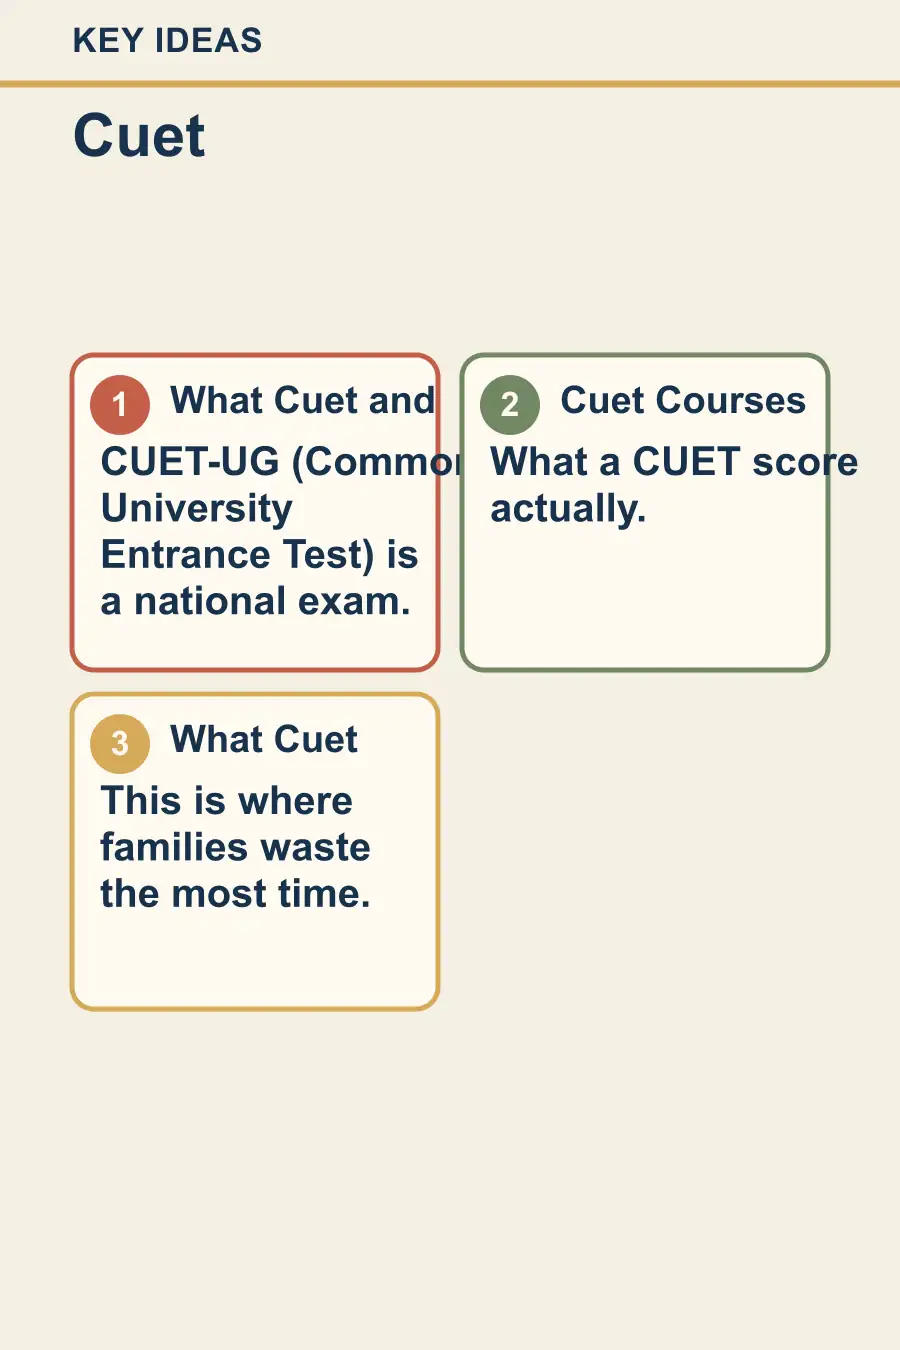 KEY IDEAS
Cuet
1 What Cuet and
CUET-UG (Common
University
Entrance Test) is
a national exam.
2 Cuet Courses
What a CUET score
actually.
3 What Cuet
This is where
families waste
the most time.